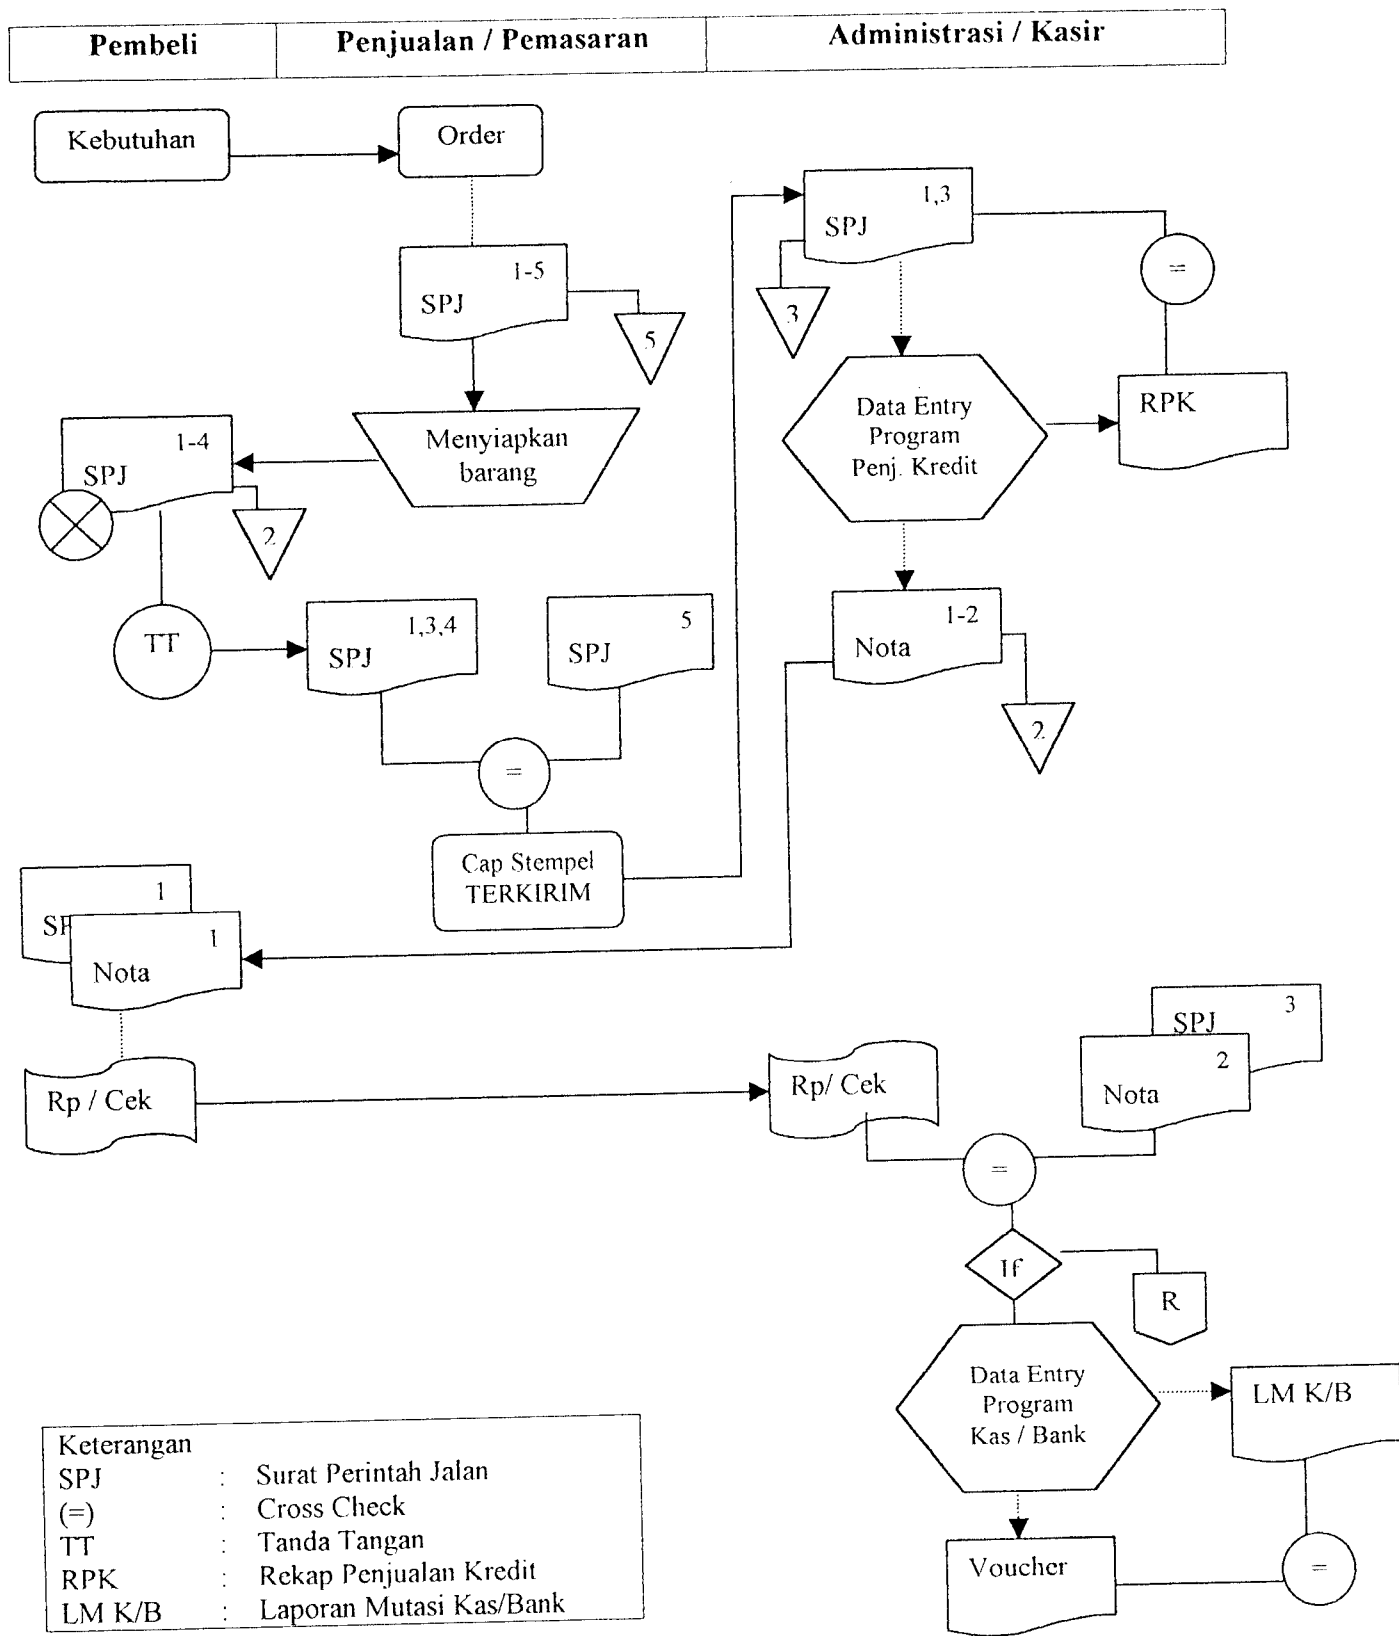 Pembeli Penjualan / Pemasaran Administrasi / Kasir
Kebutuhan
Order
1-5
SPJ
5
Menyiapkan
barang
1-4
SPJ
2
TT
1,3,4
SPJ
5
SPJ
=
Cap Stempel
TERKIRIM
1,3
SPJ
3
=
Data Entry
Program
Penj. Kredit
RPK
1-2
Nota
2
1
SP
1
Nota
Rp / Cek
Rp/ Cek
3
SPJ
2
Nota
=
If
R
Data Entry
Program
Kas / Bank
LM K/B
Voucher
=
Keterangan
SPJ : Surat Perintah Jalan
(=) : Cross Check
TT : Tanda Tangan
RPK : Rekap Penjualan Kredit
LM K/B : Laporan Mutasi Kas/Bank